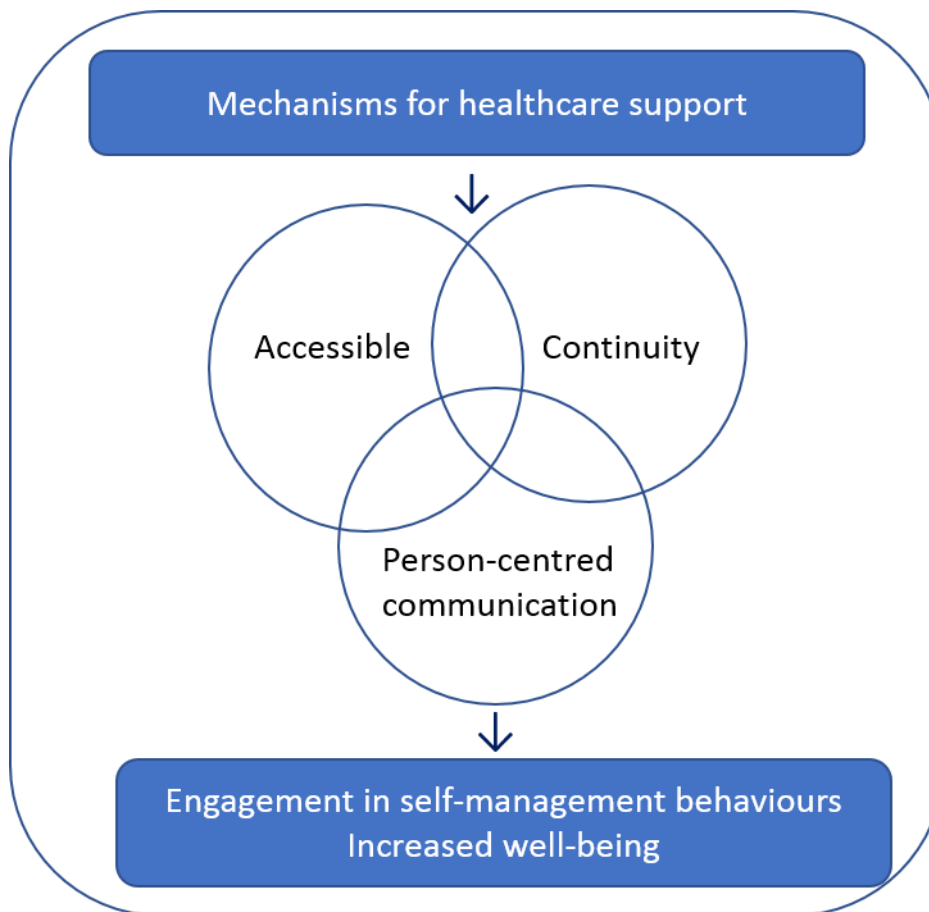 Mechanisms for healthcare support
Accessible
Continuity
Person-centred
communication
Engagement in self-management behaviours
Increased well-being